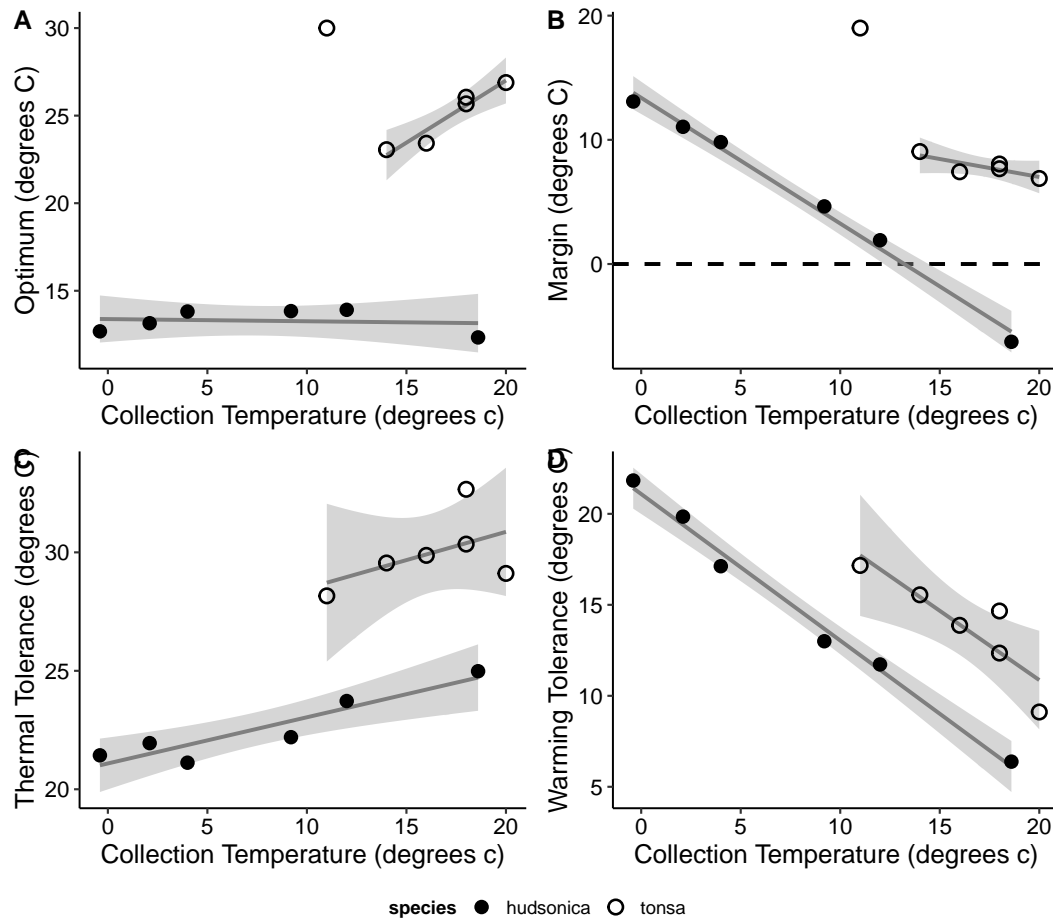 A
B
Optimum (degrees C)
30
25
20
15
0
5
10
15
20
Collection Temperature (degrees c)
Margin (degrees C)
20
10
0
0
5
10
15
20
Collection Temperature (degrees c)
C
D
Thermal Tolerance (degrees C)
30
25
20
0
5
10
15
20
Collection Temperature (degrees c)
Warming Tolerance (degrees C)
20
15
10
5
0
5
10
15
20
Collection Temperature (degrees c)
species hudsonica tonsa